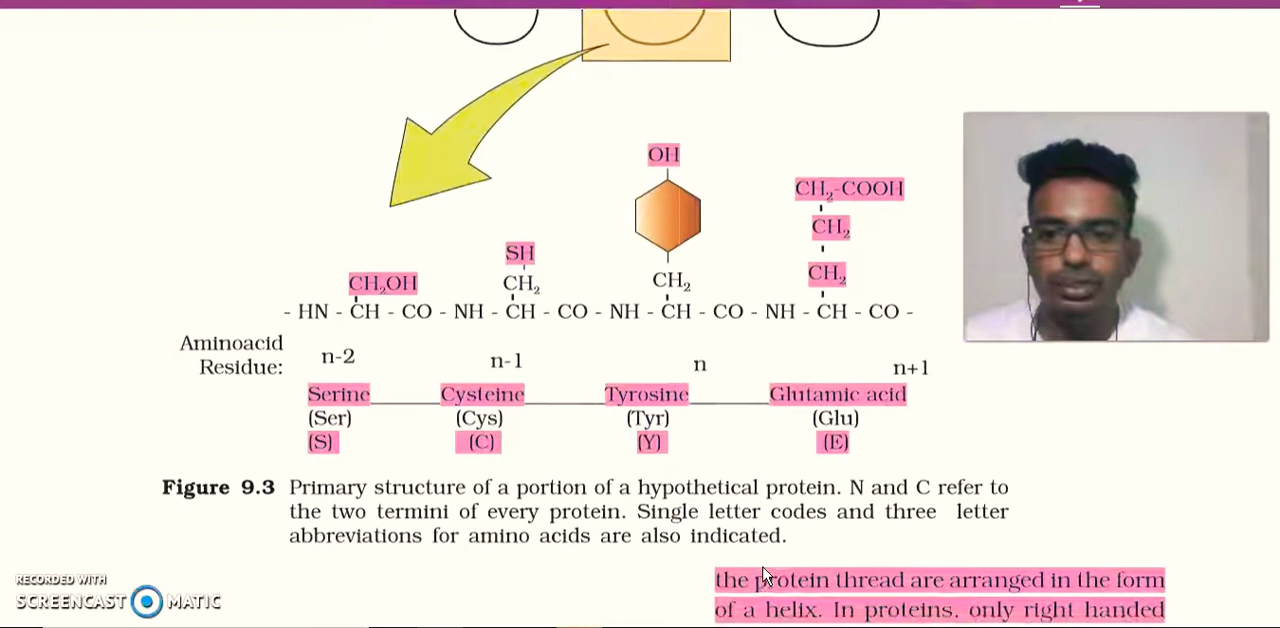 OH
CH₂-COOH
CH₂
SH
CH₂OH
CH₂
CH₂
CH₂
- HN - CH - CO - NH - CH - CO - NH - CH - CO - NH - CH - CO -
Aminoacid
Residue:
n-2 n-1 n n+1
Serine Cysteine Tyrosine Glutamic acid
(Ser) (Cys) (Tyr) (Glu)
(S) (C) (Y) (E)
Figure 9.3 Primary structure of a portion of a hypothetical protein. N and C refer to
the two termini of every protein. Single letter codes and three letter
abbreviations for amino acids are also indicated.
the protein thread are arranged in the form
of a helix. In proteins, only right handed
RECORDED WITH
SCREENCAST MATIC